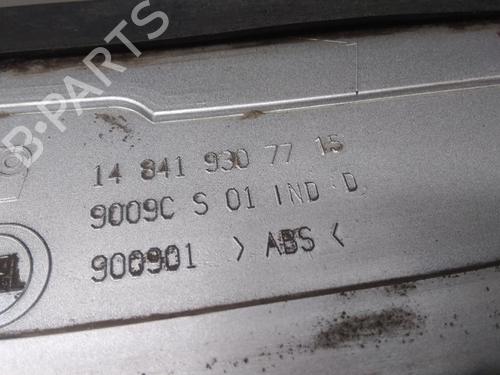 B-PARTS
14 841 930 77 15
9009C S 01 IND D
900901 > ABS <